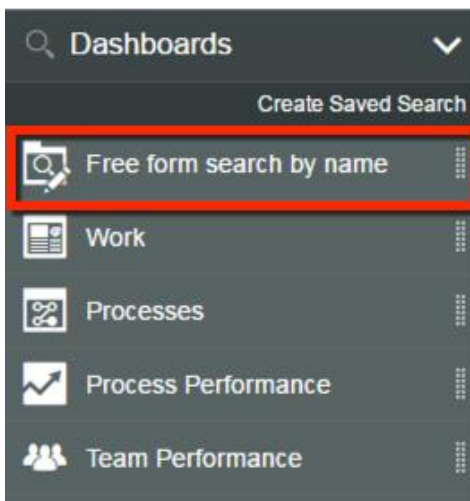 Dashboards
Create Saved Search
Free form search by name
Work
Processes
Process Performance
Team Performance